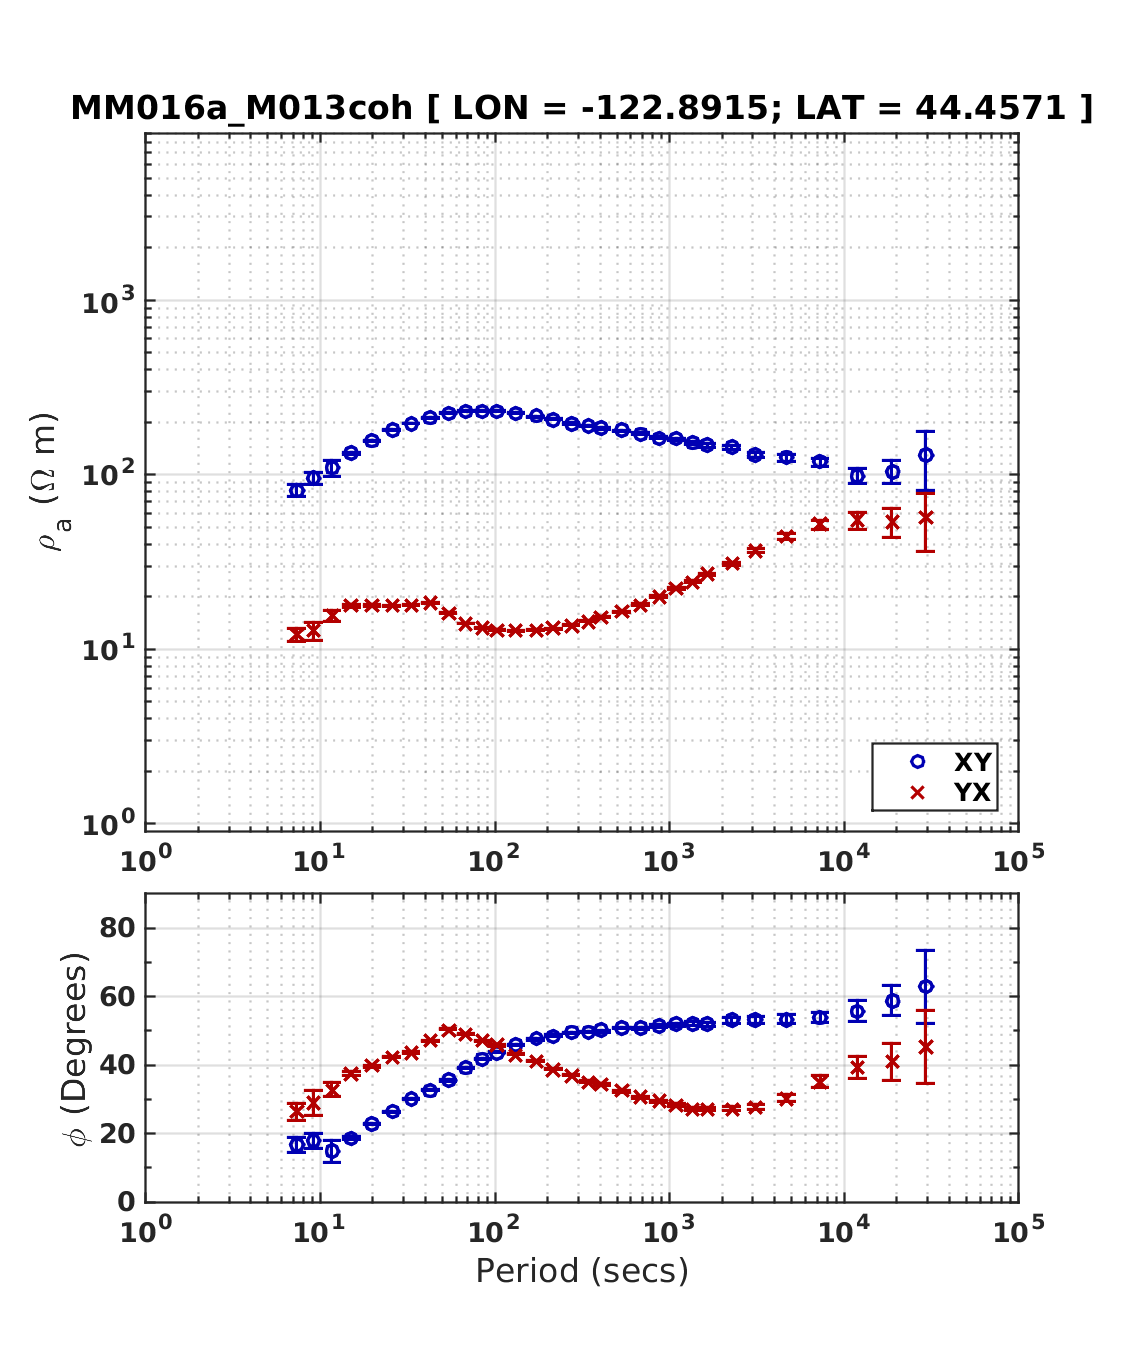 MM016a_M013coh [ LON = -122.8915; LAT = 44.4571 ]
10³
10²
10¹
10⁰
ρₐ (Ω m)
XY
YX
10⁰ 10¹ 10² 10³ 10⁴ 10⁵
80
60
40
20
0
ϕ (Degrees)
10⁰ 10¹ 10² 10³ 10⁴ 10⁵
Period (secs)